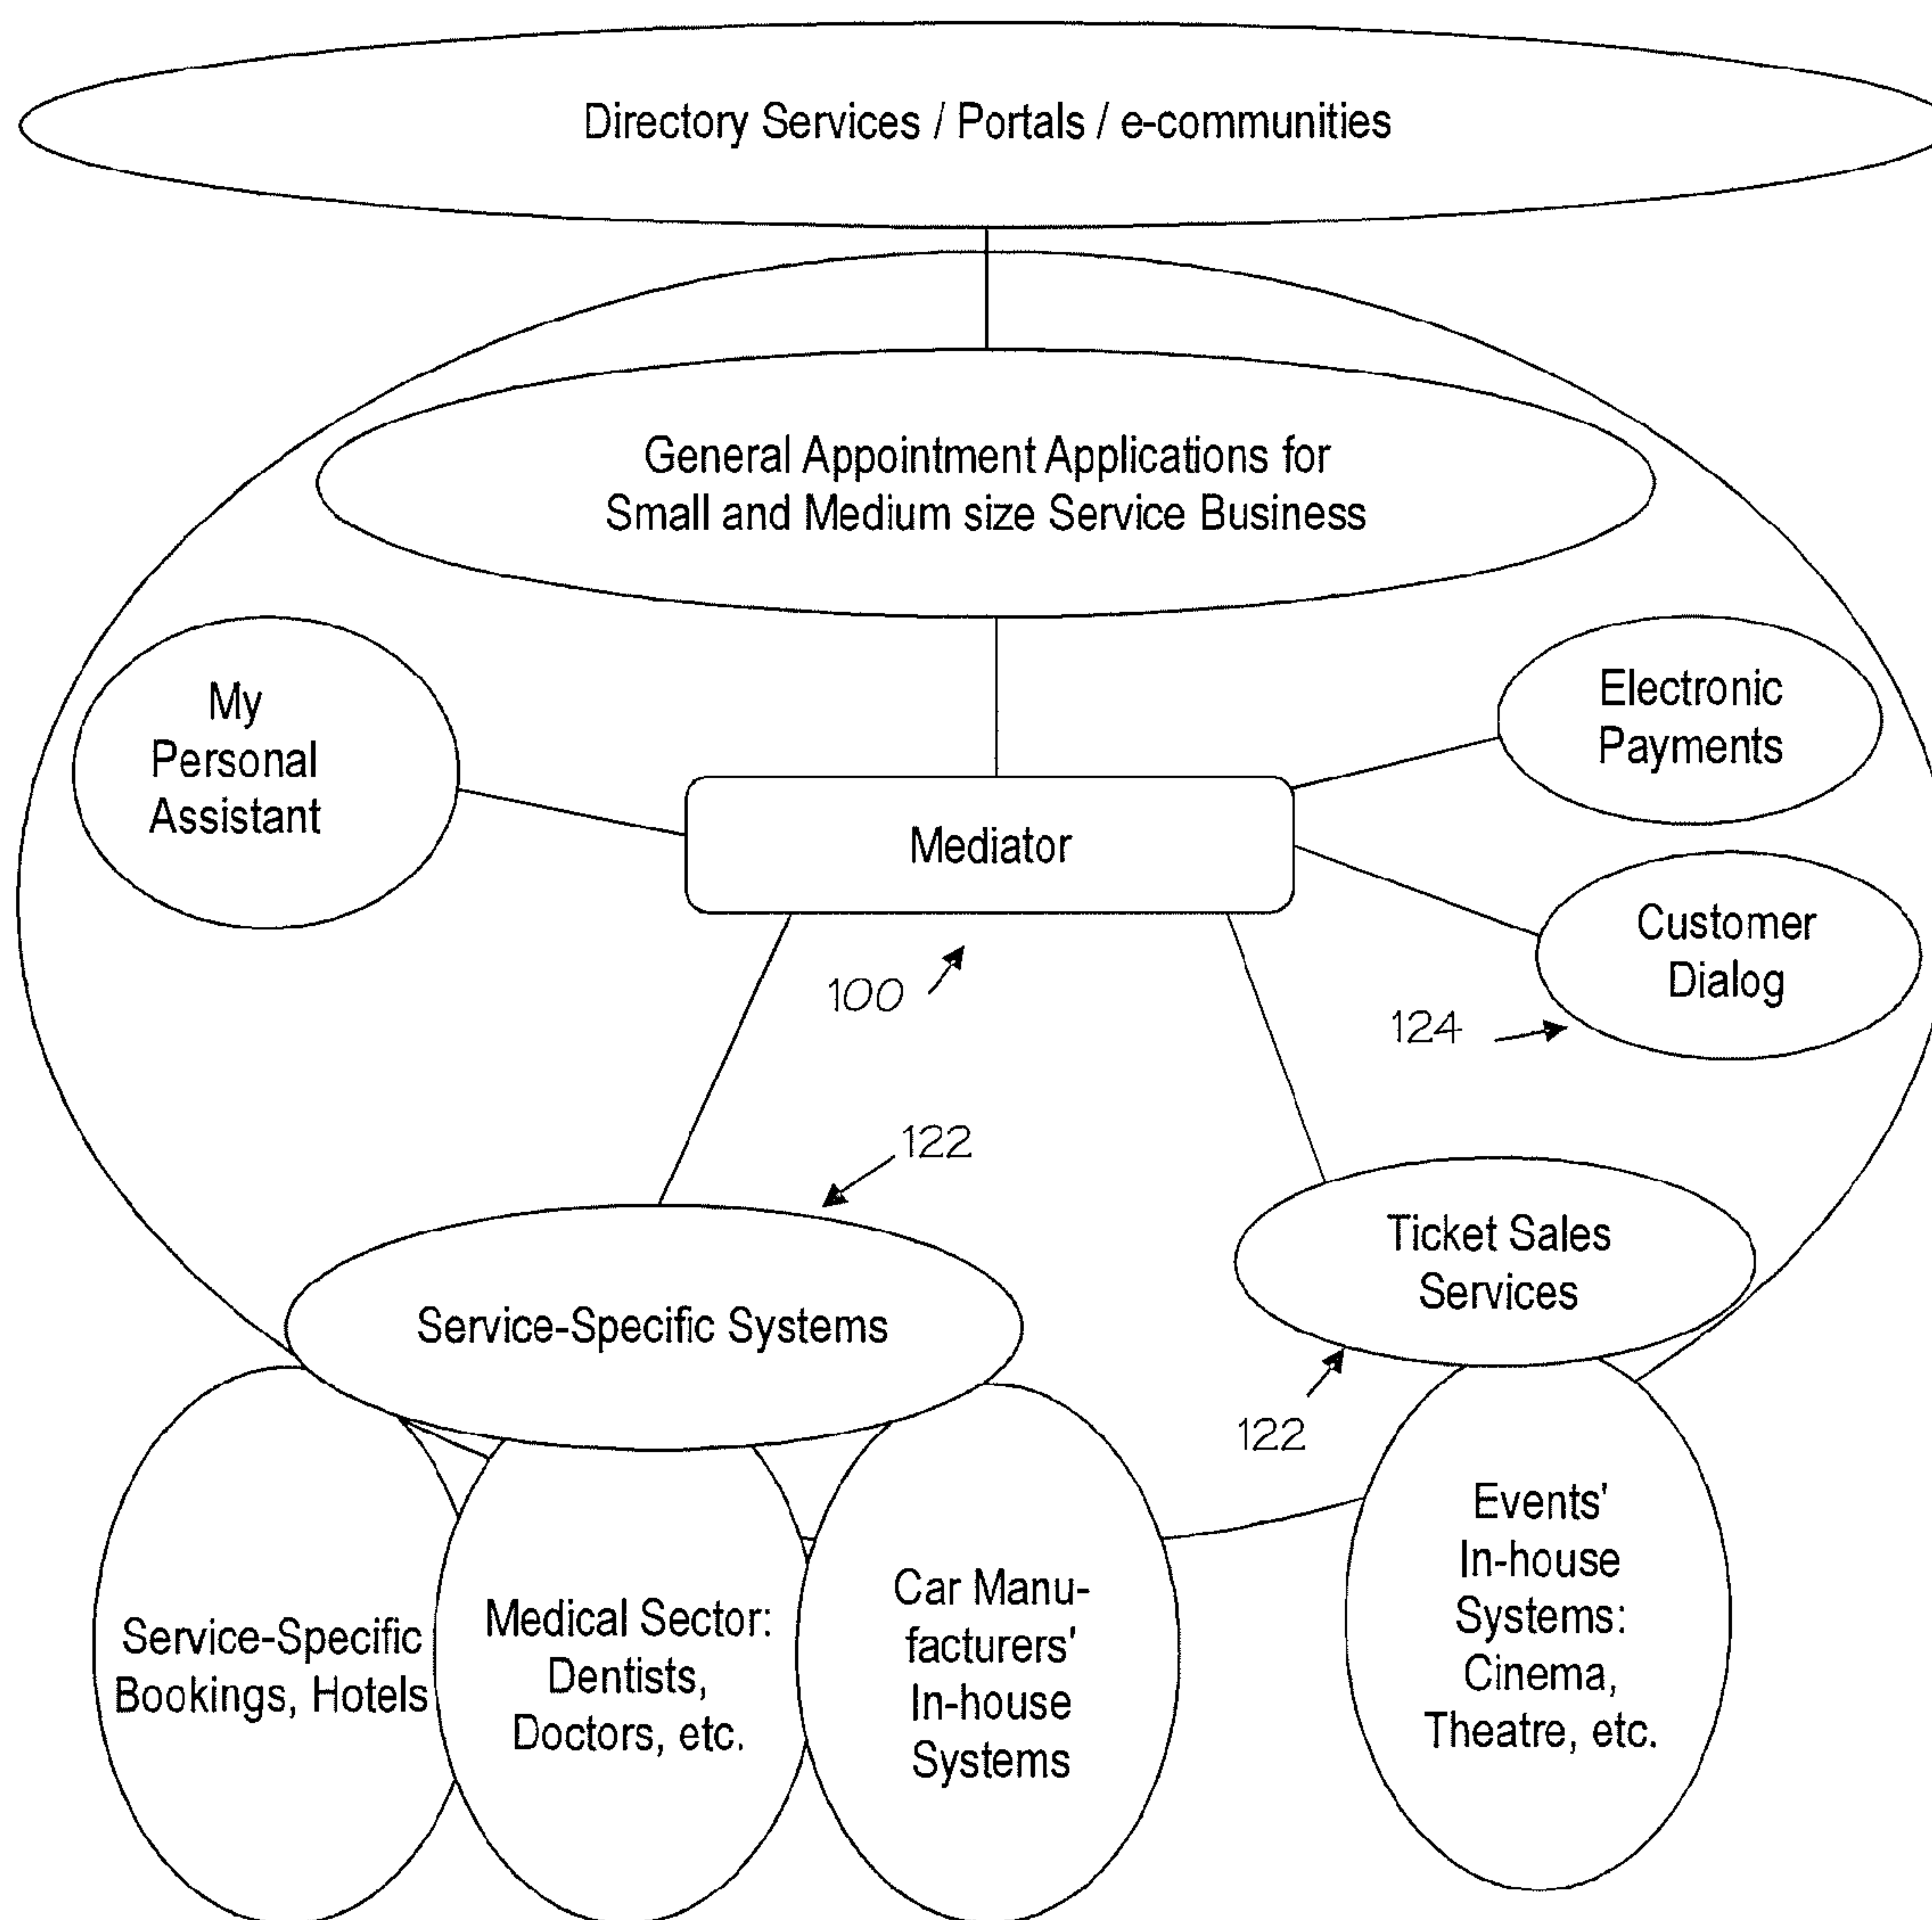 Directory Services / Portals / e-communities
General Appointment Applications for
Small and Medium size Service Business
My
Personal
Assistant
Electronic
Payments
Mediator
Customer
Dialog
100
124
122
Ticket Sales
Services
Service-Specific Systems
122
Service-Specific
Bookings, Hotels
Medical Sector:
Dentists,
Doctors, etc.
Car Manu-
facturers'
In-house
Systems
Events'
In-house
Systems:
Cinema,
Theatre, etc.